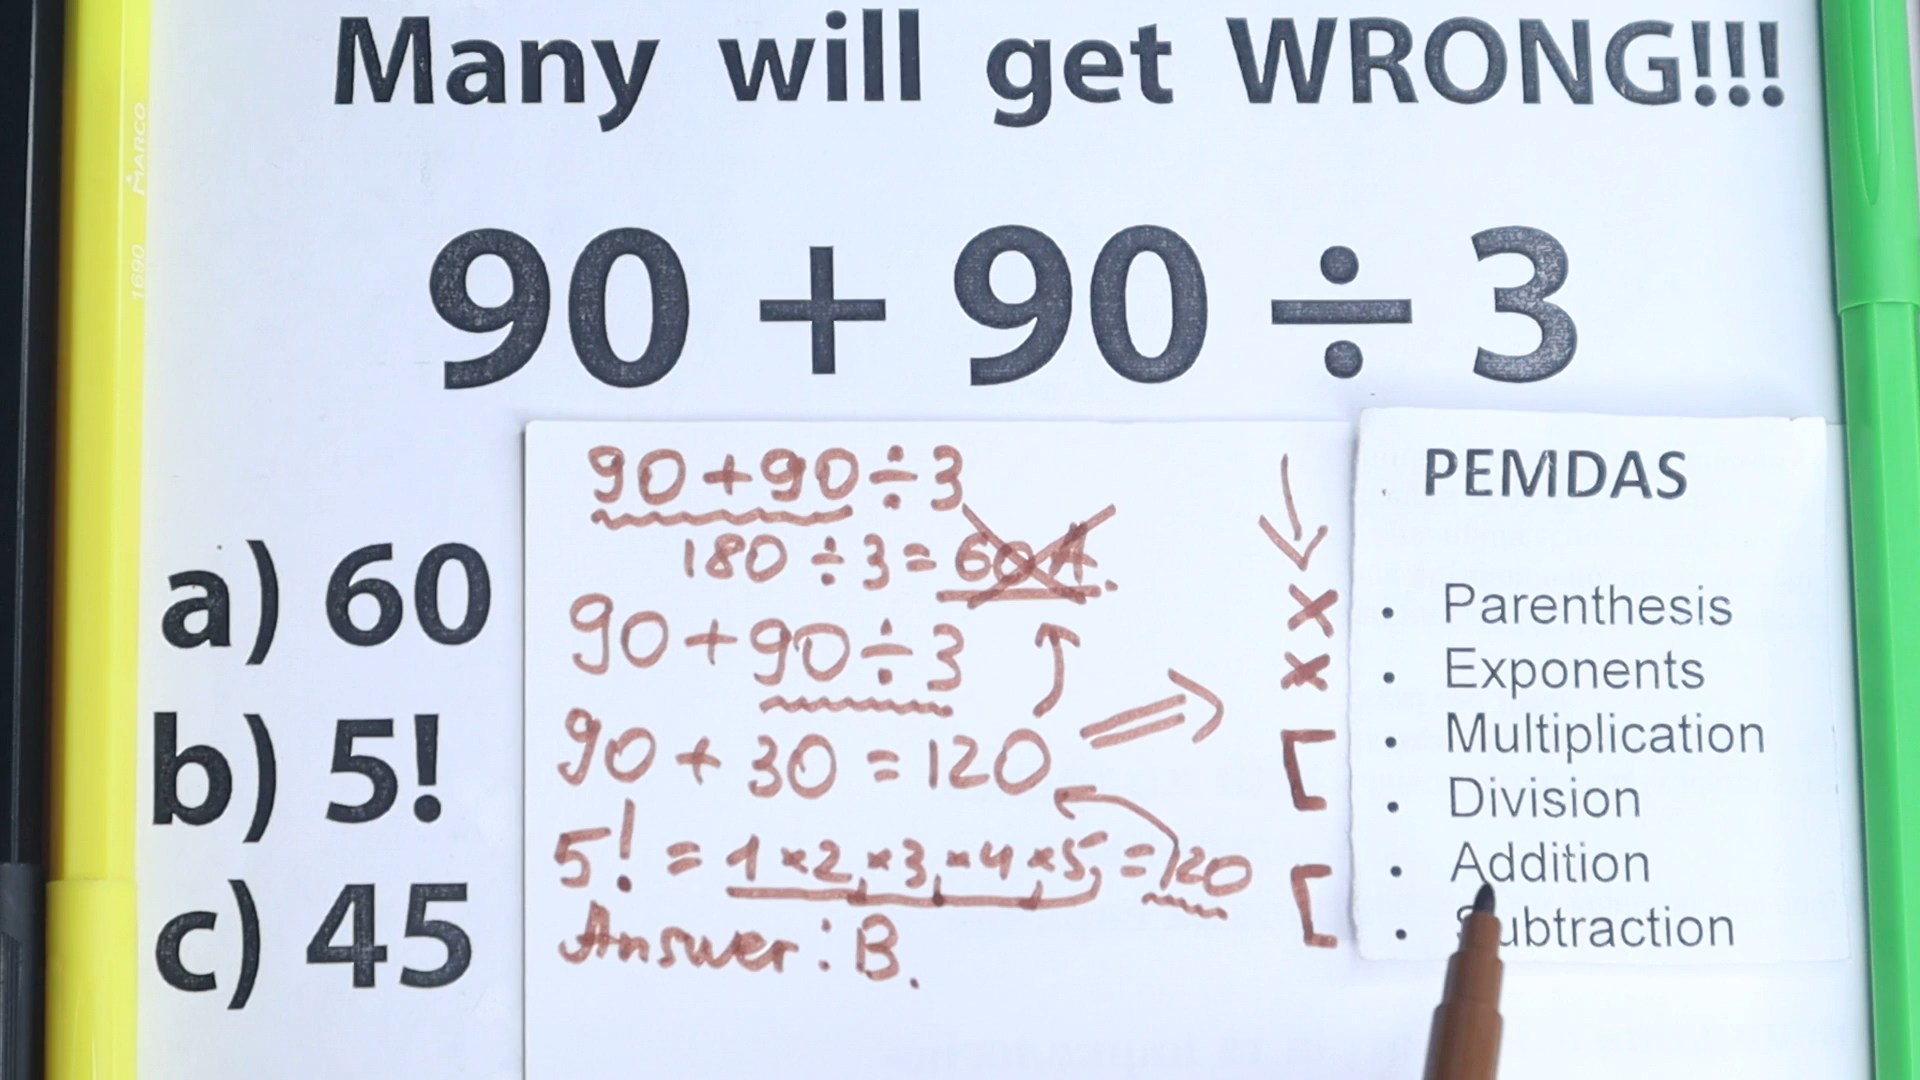 Many will get WRONG!!!
90 + 90 ÷ 3
a) 60
b) 5!
c) 45
90+90÷3
180÷3=60A.
90+90÷3
90+30=120
5!=1×2×3×4×5=120
Answer: B.
PEMDAS
• Parenthesis
• Exponents
• Multiplication
• Division
• Addition
• Subtraction
MARCO
1690